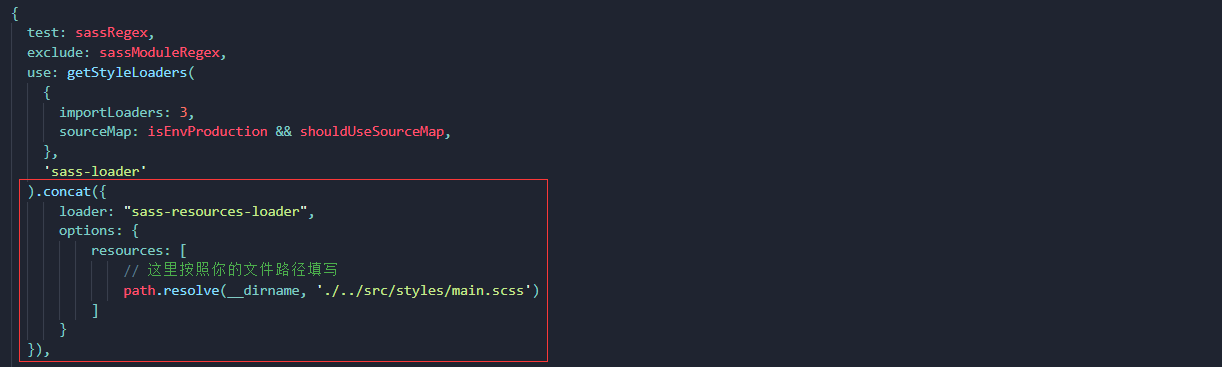 {
  test: sassRegex,
  exclude: sassModuleRegex,
  use: getStyleLoaders(
    {
      importLoaders: 3,
      sourceMap: isEnvProduction && shouldUseSourceMap,
    },
    'sass-loader'
  ).concat({
      loader: "sass-resources-loader",
      options: {
          resources: [
              // 这里按照你的文件路径填写
              path.resolve(__dirname, './../src/styles/main.scss')
          ]
      }
  }),